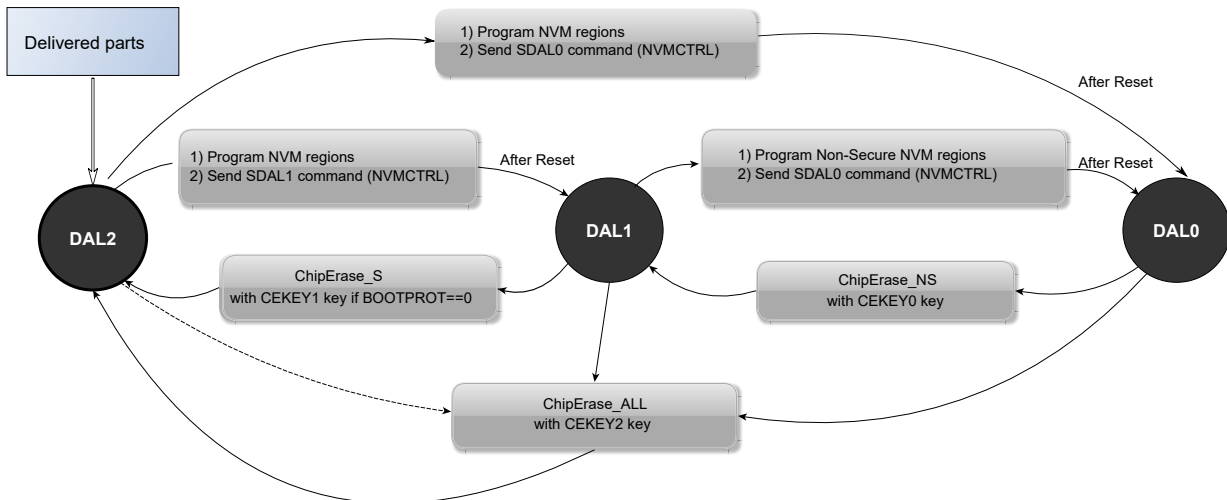 Delivered parts
1) Program NVM regions
2) Send SDAL0 command (NVMCTRL)
After Reset
1) Program NVM regions
2) Send SDAL1 command (NVMCTRL)
After Reset
1) Program Non-Secure NVM regions
2) Send SDAL0 command (NVMCTRL)
After Reset
DAL2
DAL1
DAL0
ChipErase_S
with CEKEY1 key if BOOTPROT==0
ChipErase_NS
with CEKEY0 key
ChipErase_ALL
with CEKEY2 key